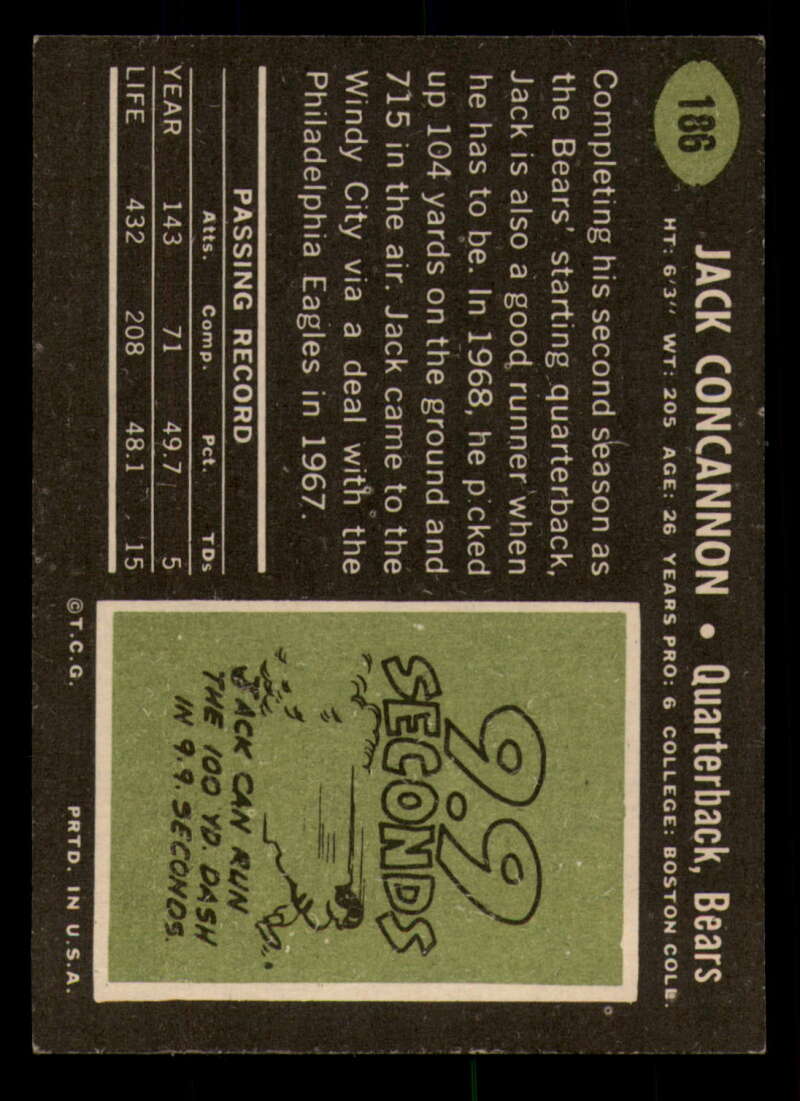 186
JACK CONCANNON • Quarterback, Bears
HT: 6'3" WT: 205 AGE: 26 YEARS PRO: 6 COLLEGE: BOSTON COLL.
Completing his second season as
the Bears' starting quarterback,
Jack is also a good runner when
he has to be. In 1968, he picked
up 104 yards on the ground and
715 in the air. Jack came to the
Windy City via a deal with the
Philadelphia Eagles in 1967.
PASSING RECORD
Atts. Comp. Pct. TDs
YEAR 143 71 49.7 5
LIFE 432 208 48.1 15
9.9
SECONDS
JACK CAN RUN
THE 100 YD. DASH
IN 9.9. SECONDS.
©T.C.G. PRTD. IN U.S.A.